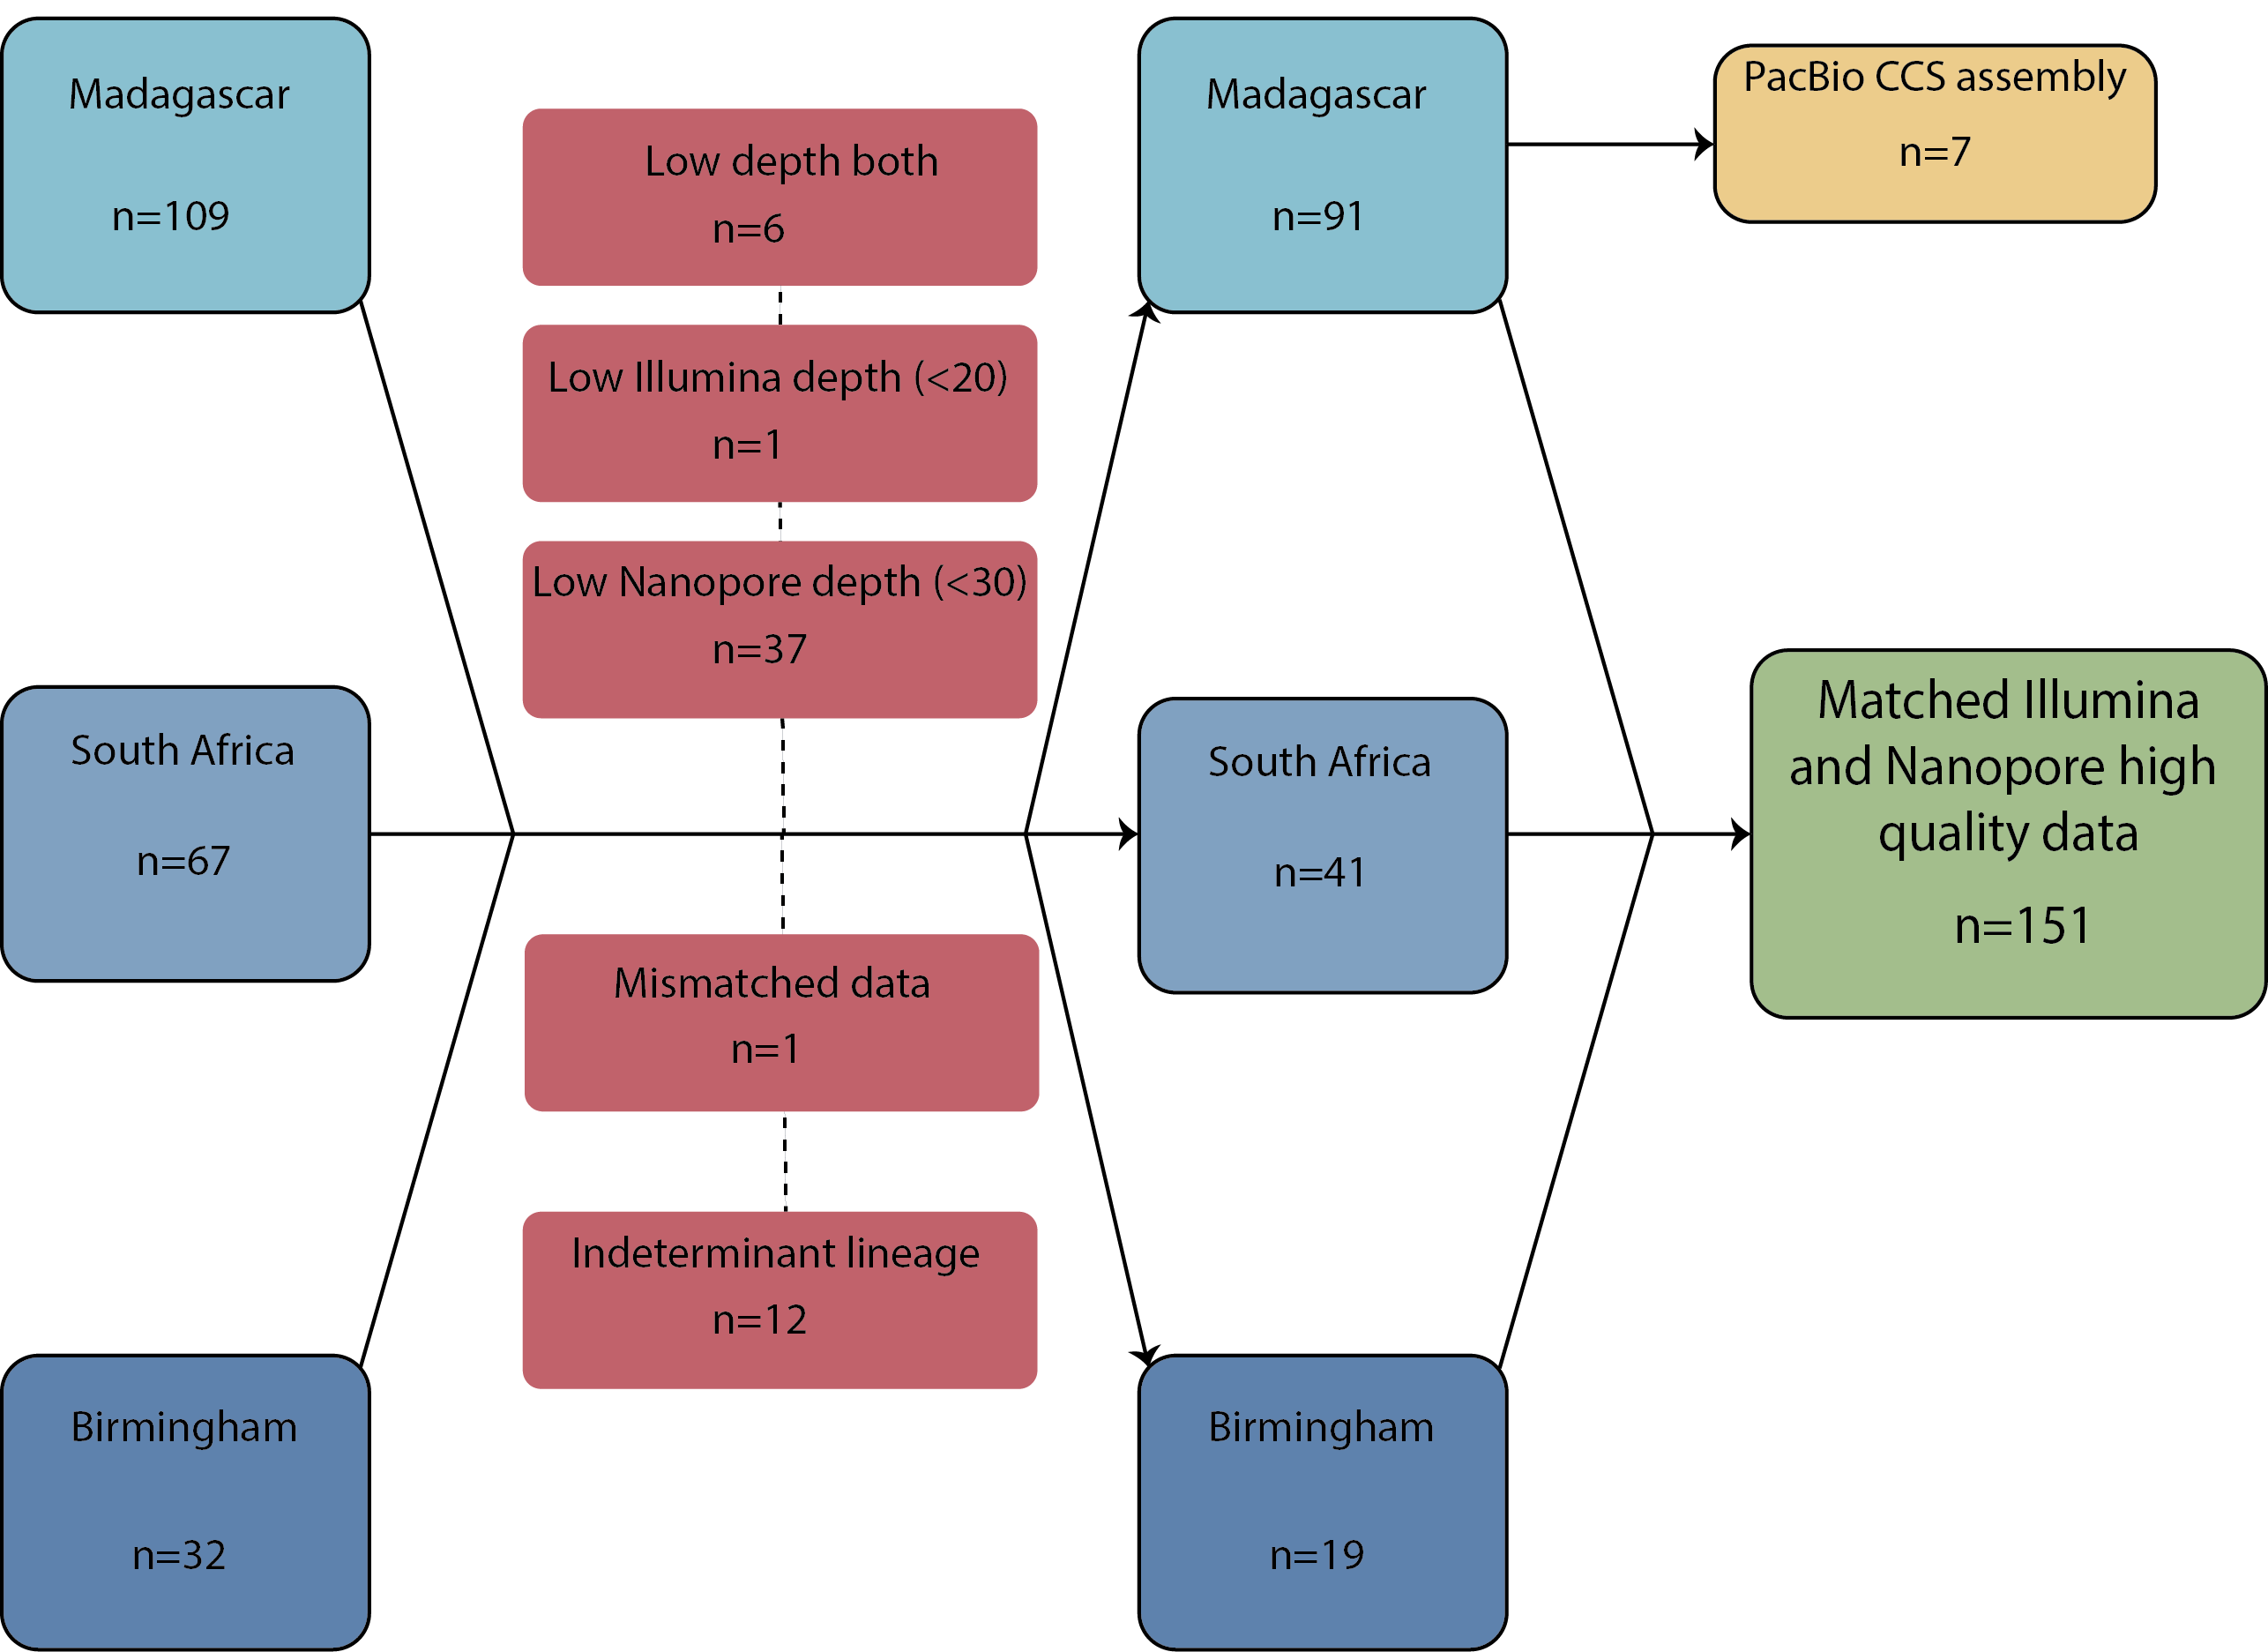 Madagascar
n=109
South Africa
n=67
Birmingham
n=32
Low depth both
n=6
Low Illumina depth (<20)
n=1
Low Nanopore depth (<30)
n=37
Mismatched data
n=1
Indeterminant lineage
n=12
Madagascar
n=91
South Africa
n=41
Birmingham
n=19
PacBio CCS assembly
n=7
Matched Illumina
and Nanopore high
quality data
n=151